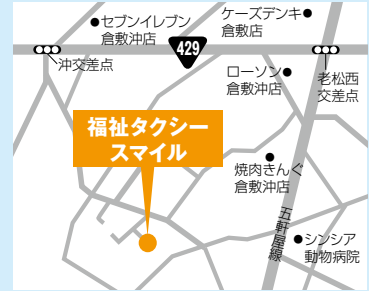 セブンイレブン
倉敷沖店
ケーズデンキ
倉敷店
429
沖交差点
ローソン
倉敷沖店
老松西
交差点
福祉タクシー
スマイル
焼肉きんぐ
倉敷沖店
五軒屋線
シンシア
動物病院